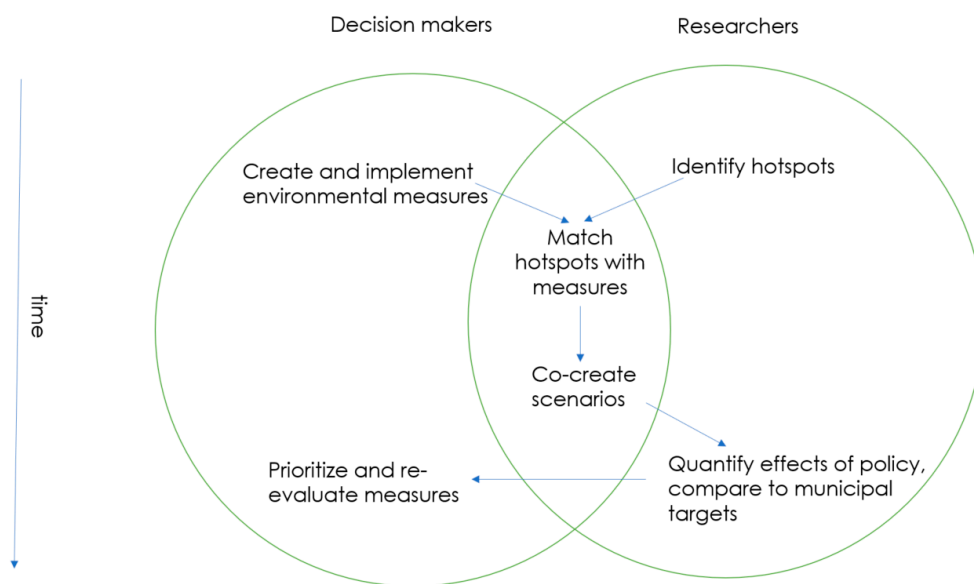 Decision makers
Researchers
Create and implement
environmental measures
Identify hotspots
Match
hotspots with
measures
time
Co-create
scenarios
Prioritize and re-
evaluate measures
Quantify effects of policy,
compare to municipal
targets